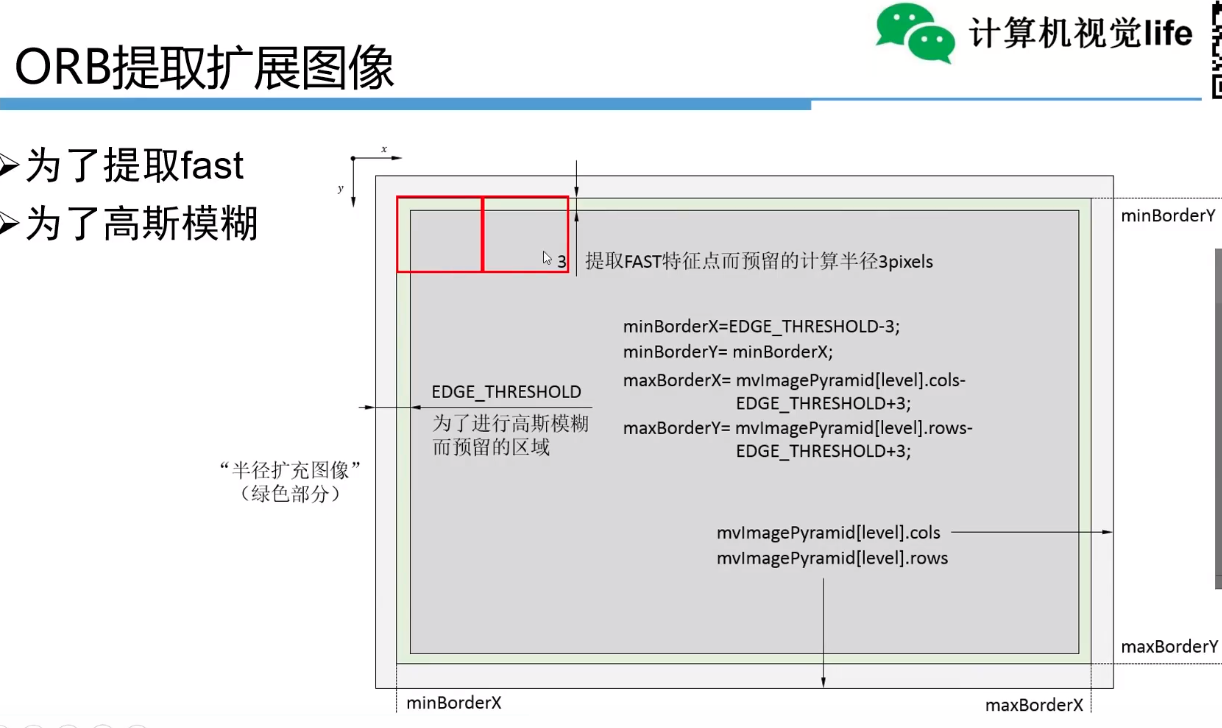 计算机视觉life
ORB提取扩展图像
为了提取fast
为了高斯模糊
x
y
minBorderY
3
提取FAST特征点而预留的计算半径3pixels
minBorderX=EDGE_THRESHOLD-3;
minBorderY= minBorderX;
maxBorderX= mvImagePyramid[level].cols-
EDGE_THRESHOLD+3;
maxBorderY= mvImagePyramid[level].rows-
EDGE_THRESHOLD+3;
EDGE_THRESHOLD
为了进行高斯模糊
而预留的区域
“半径扩充图像”
（绿色部分）
mvImagePyramid[level].cols
mvImagePyramid[level].rows
maxBorderY
minBorderX
maxBorderX